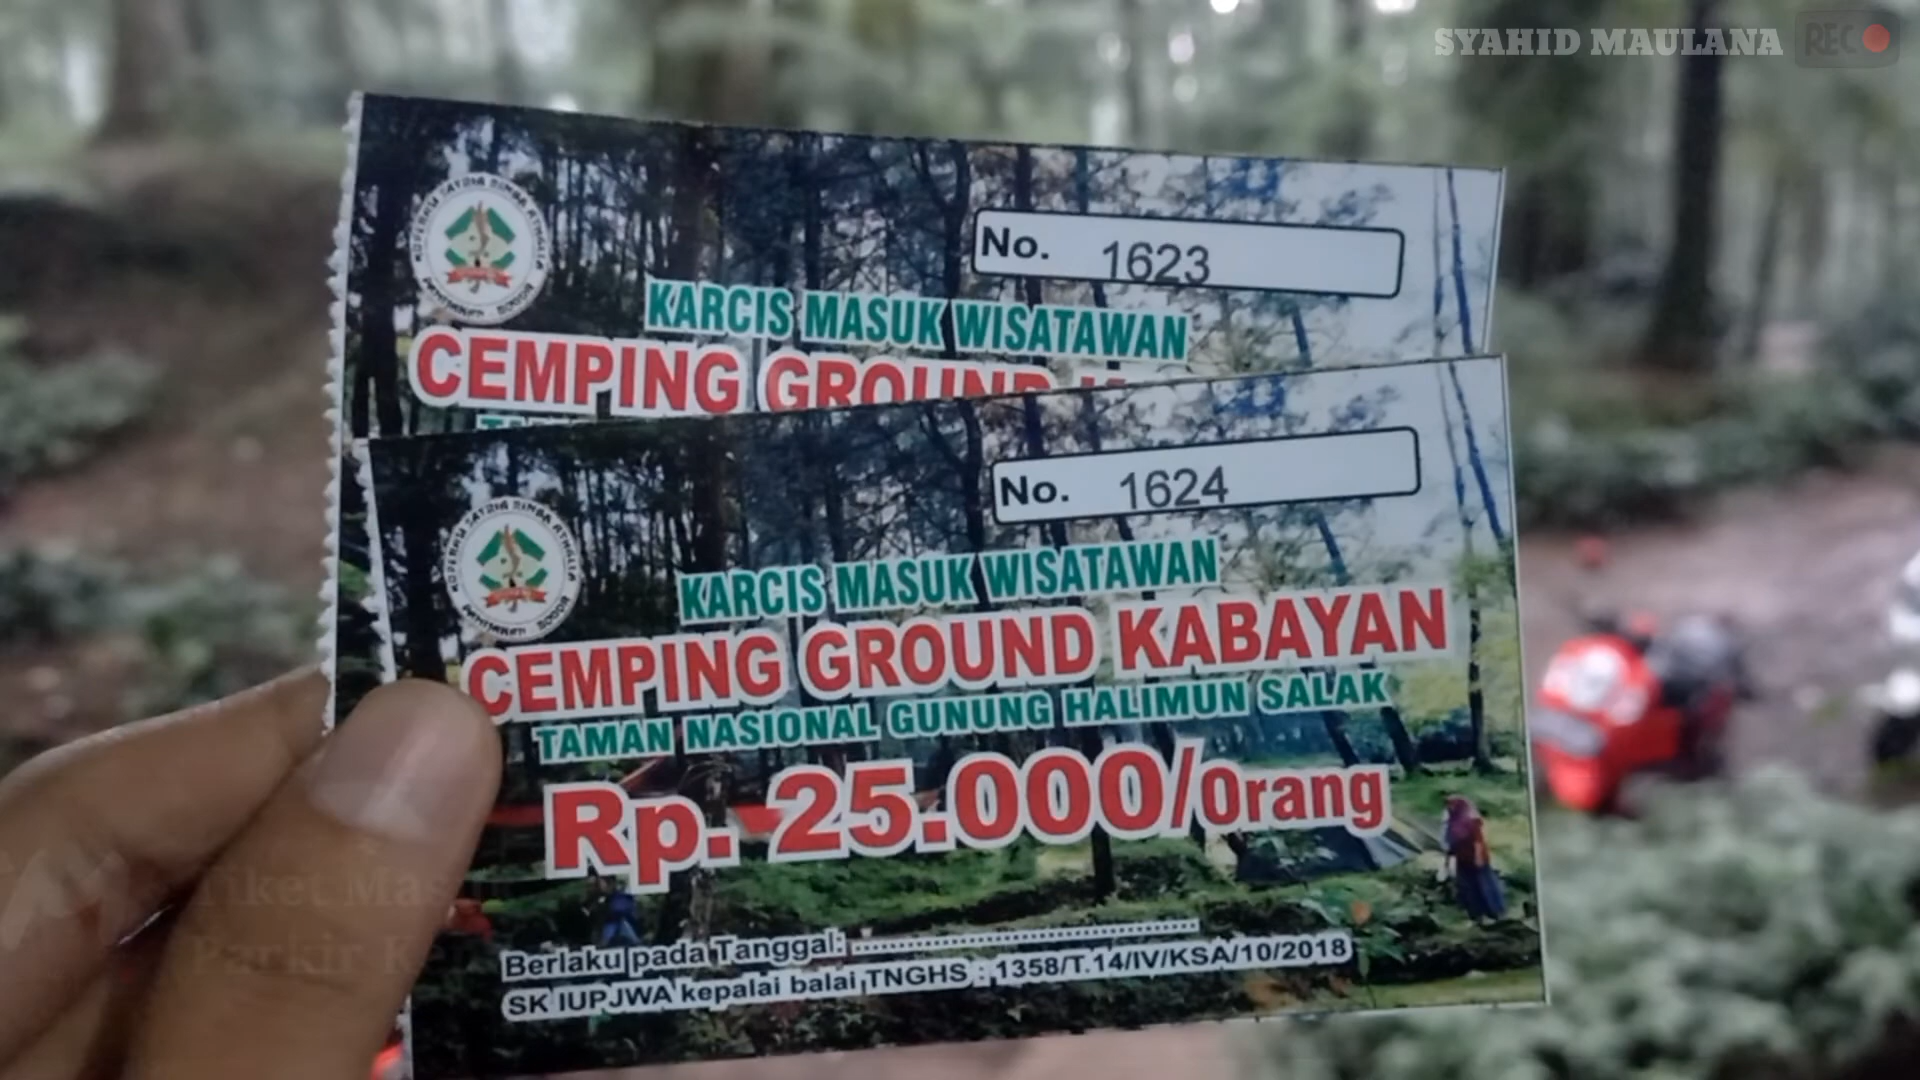 SYAHID MAULANA REC
No. 1623
KARCIS MASUK WISATAWAN
CEMPING GROUND
No. 1624
KARCIS MASUK WISATAWAN
CEMPING GROUND KABAYAN
TAMAN NASIONAL GUNUNG HALIMUN SALAK
Rp. 25.000/Orang
Berlaku pada Tanggal:
SK IUPJWA kepalai balai TNGHS : 1358/T.14/IV/KSA/10/2018
Parkir